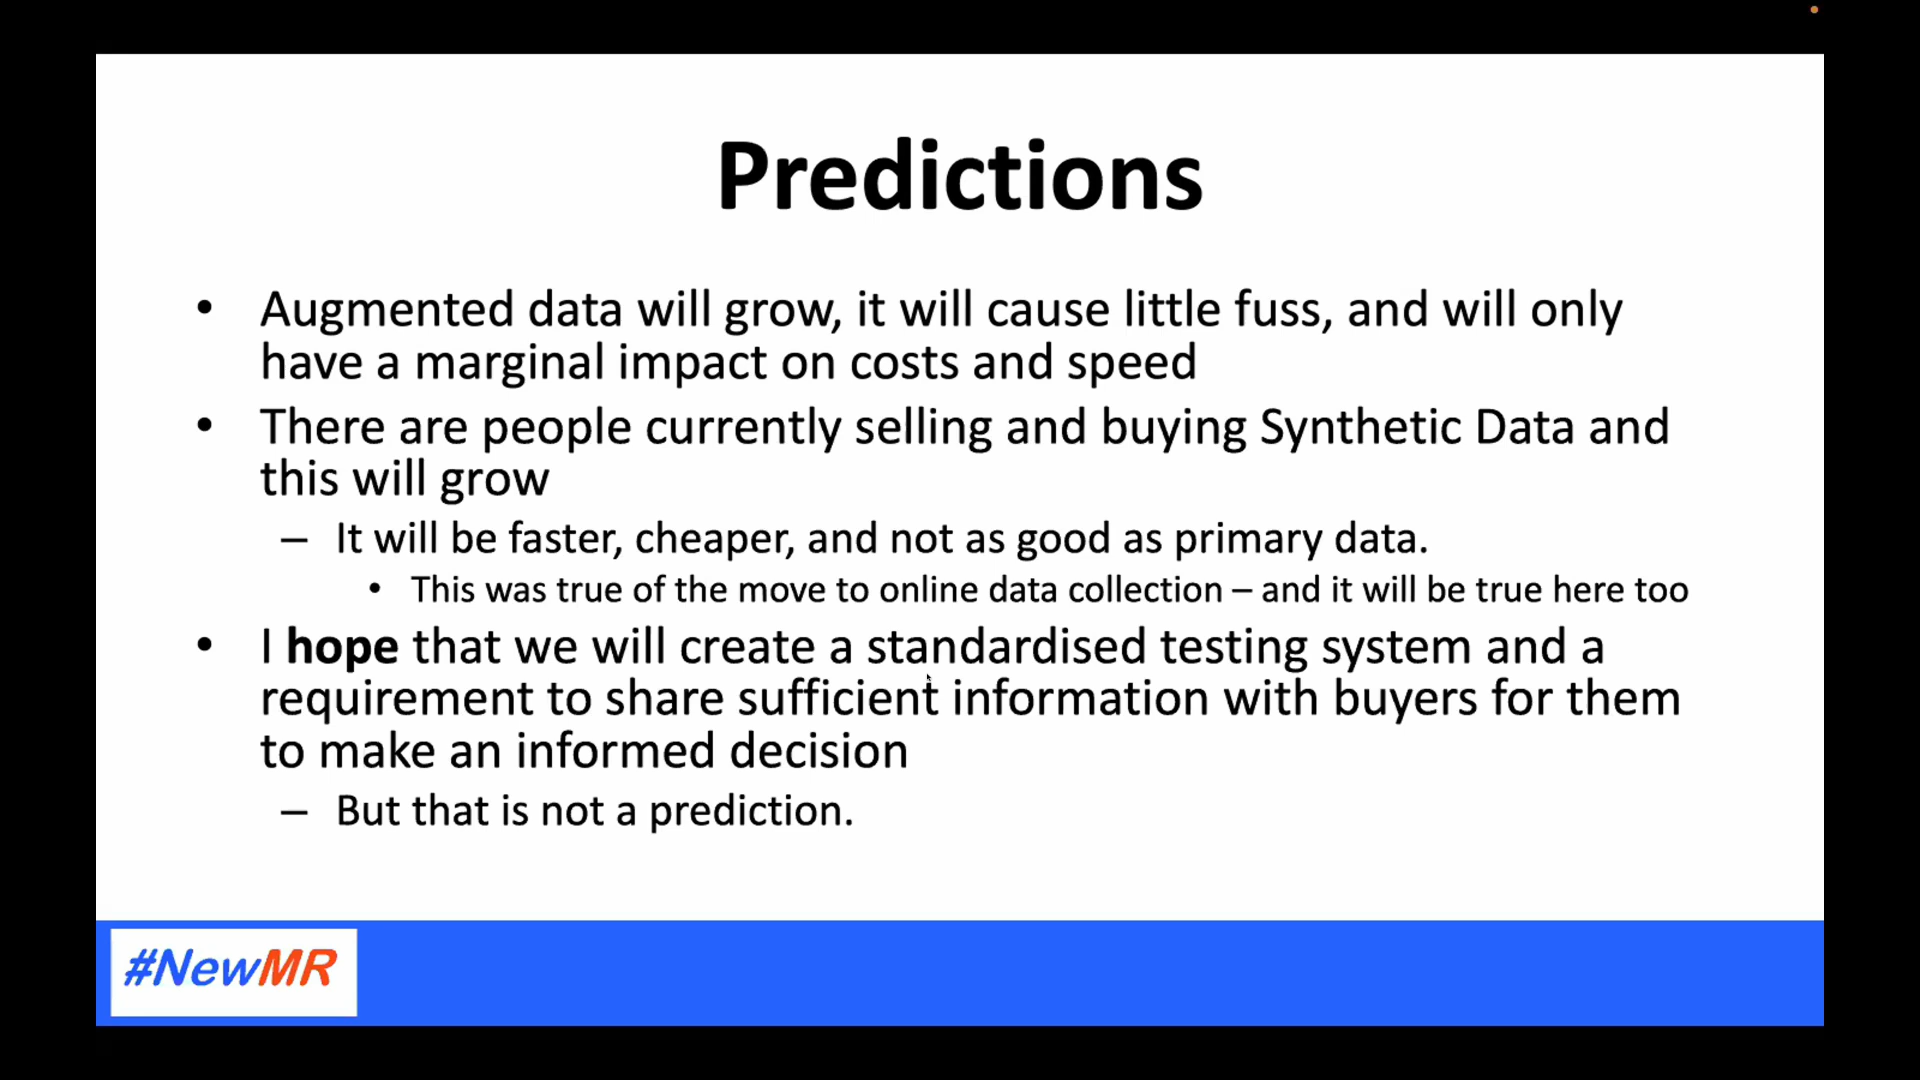 Predictions
• Augmented data will grow, it will cause little fuss, and will only
have a marginal impact on costs and speed
• There are people currently selling and buying Synthetic Data and
this will grow
– It will be faster, cheaper, and not as good as primary data.
• This was true of the move to online data collection – and it will be true here too
• I hope that we will create a standardised testing system and a
requirement to share sufficient information with buyers for them
to make an informed decision
– But that is not a prediction.
#NewMR